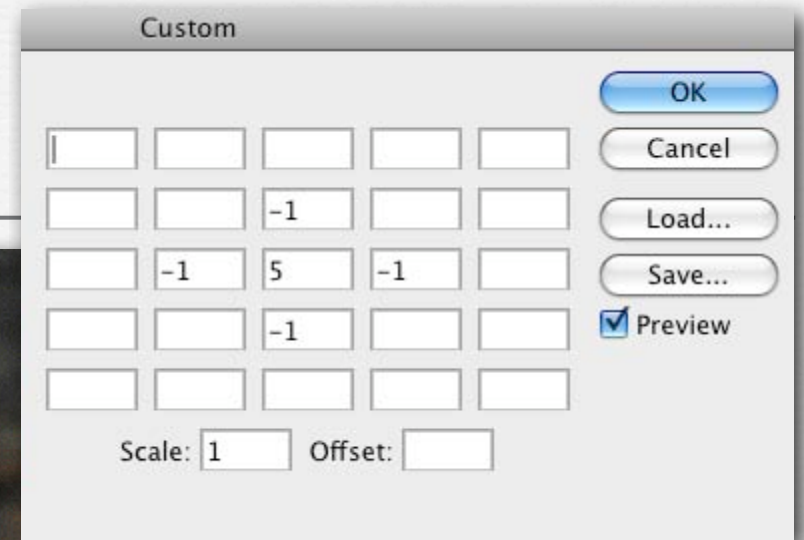 Custom
OK
Cancel
-1
Load...
-1 5 -1
Save...
-1
Preview
Scale: 1 Offset: